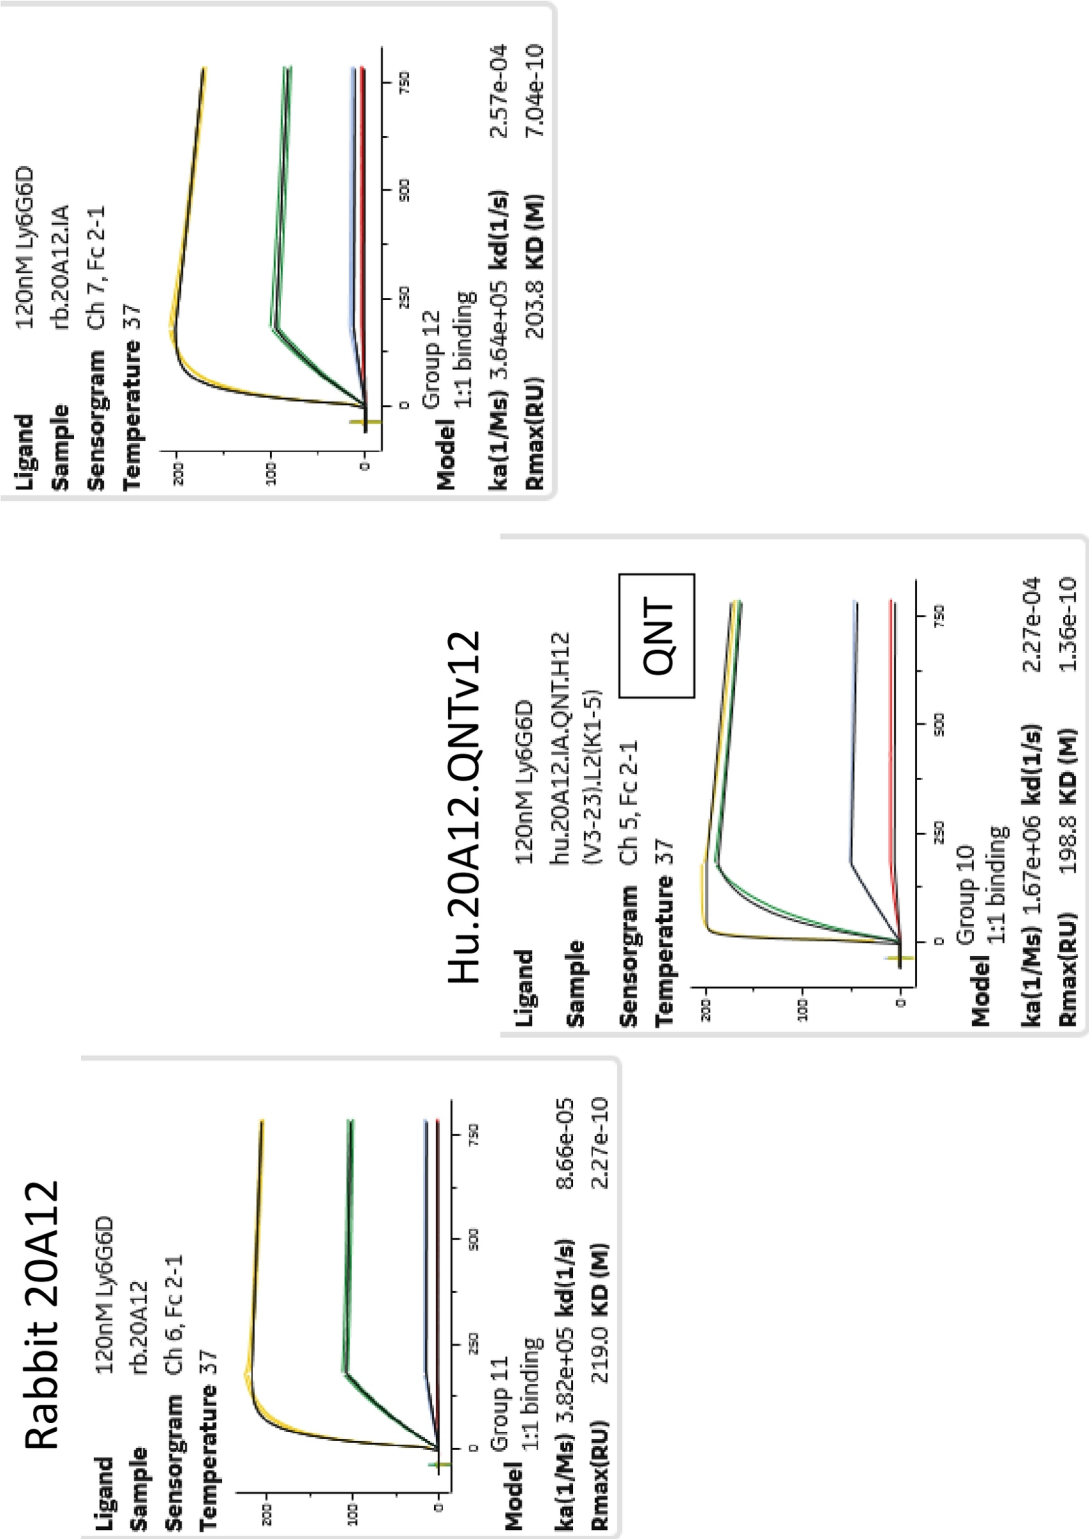 Rabbit 20A12
Ligand 120nM Ly6G6D
Sample rb.20A12
Sensorgram Ch 6, Fc 2-1
Temperature 37
200
100
0
0 250 500 750
Group 11
Model 1:1 binding
ka(1/Ms) 3.82e+05 kd(1/s) 8.66e-05
Rmax(RU) 219.0 KD (M) 2.27e-10
Hu.20A12.QNTv12
Ligand 120nM Ly6G6D
Sample hu.20A12.IA.QNT.H12
(V3-23).L2(K1-5)
Sensorgram Ch 5, Fc 2-1
Temperature 37
QNT
200
100
0
0 250 500 750
Group 10
Model 1:1 binding
ka(1/Ms) 1.67e+06 kd(1/s) 2.27e-04
Rmax(RU) 198.8 KD (M) 1.36e-10
Ligand 120nM Ly6G6D
Sample rb.20A12.IA
Sensorgram Ch 7, Fc 2-1
Temperature 37
200
100
0
0 250 500 750
Group 12
Model 1:1 binding
ka(1/Ms) 3.64e+05 kd(1/s) 2.57e-04
Rmax(RU) 203.8 KD (M) 7.04e-10